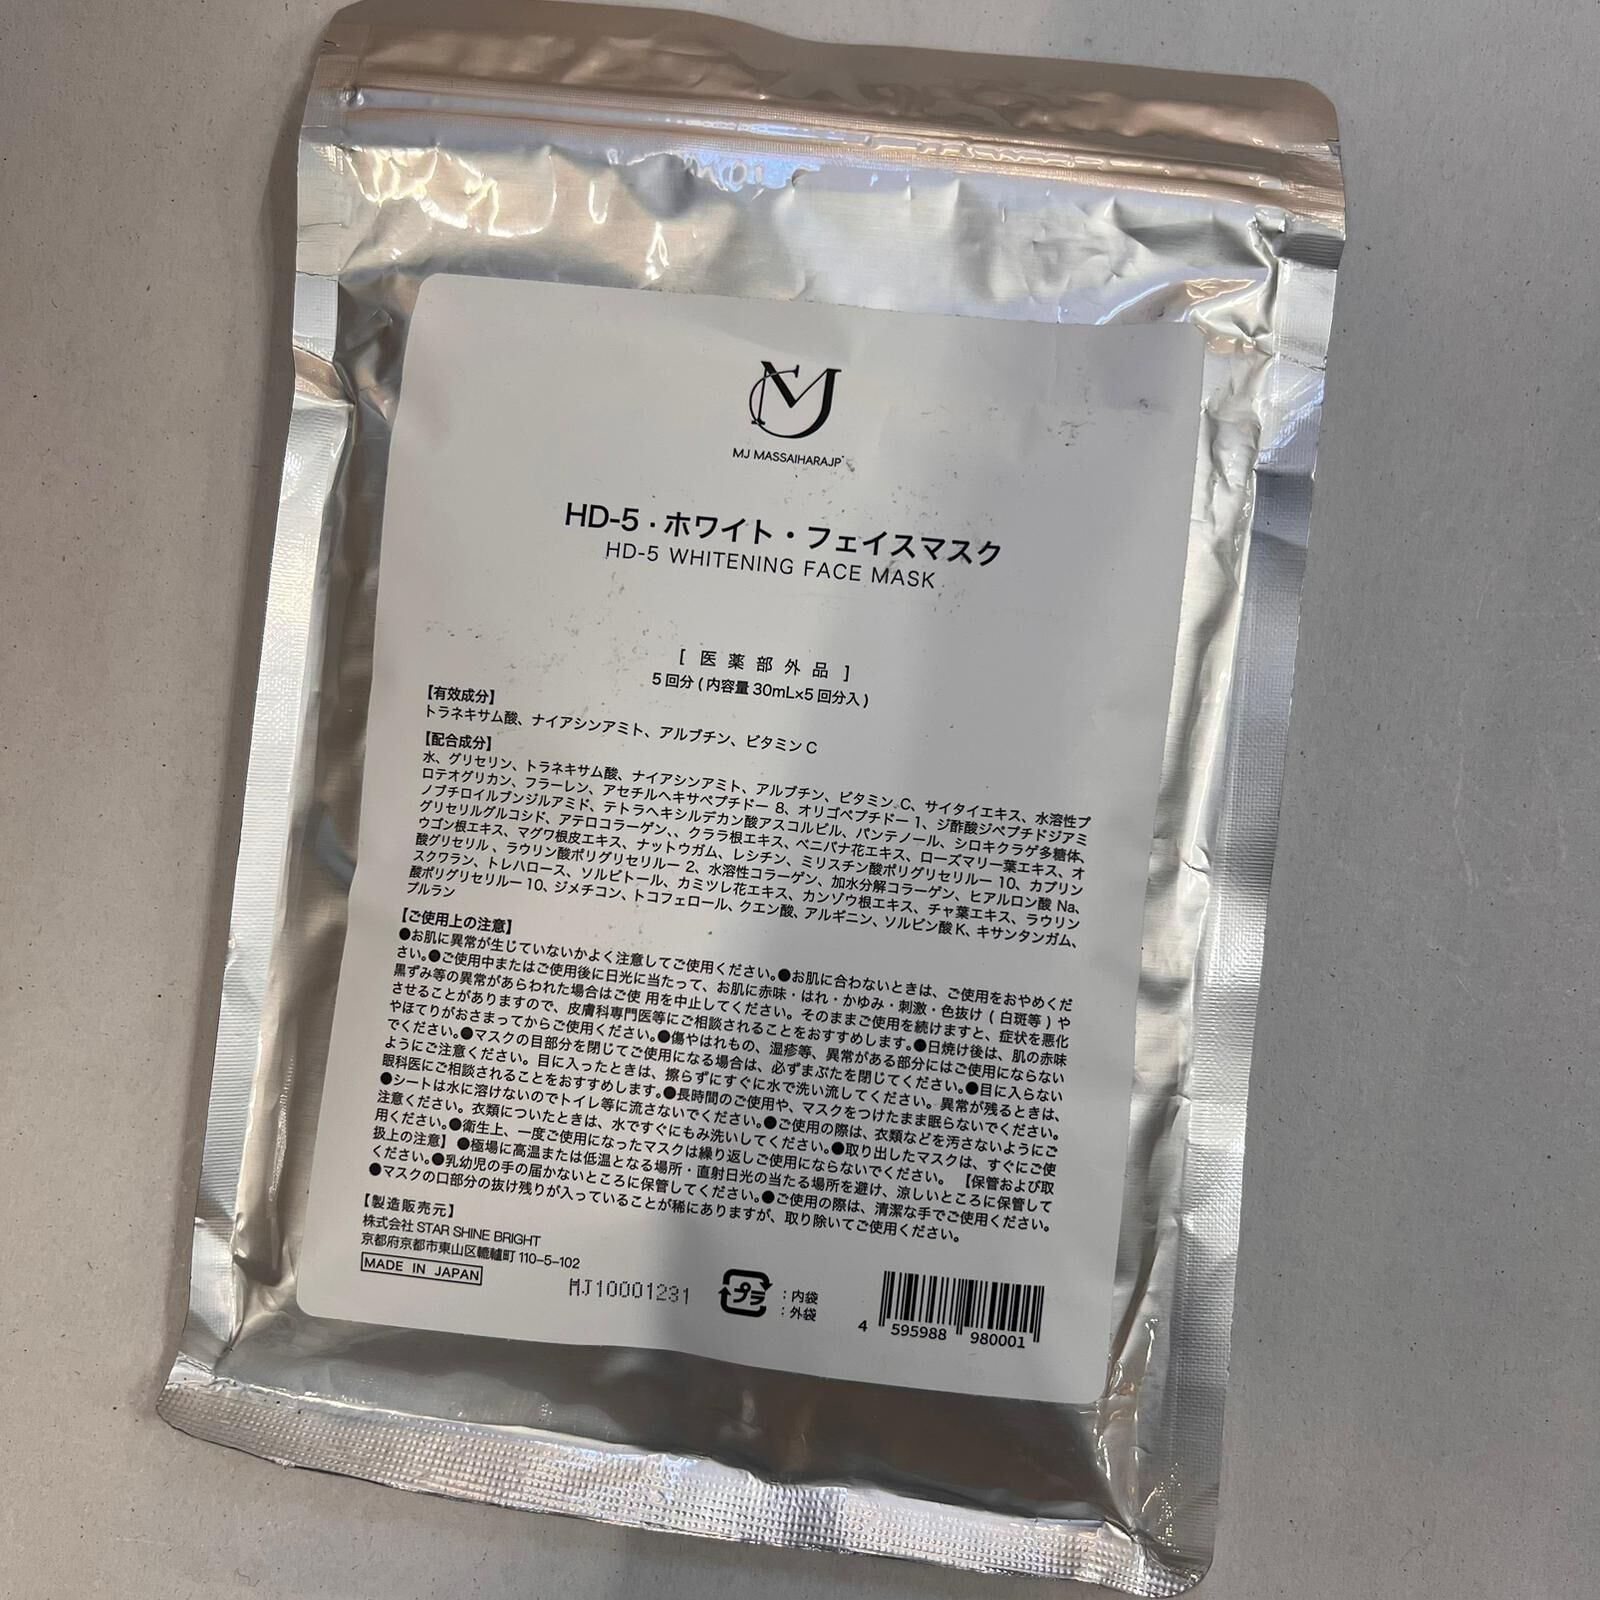 MJ
MJ MASSAIHARAJP
HD-5・ホワイト・フェイスマスク
HD-5 WHITENING FACE MASK
[ 医薬部外品 ]
5回分 ( 内容量 30mL×5 回分入 )
【有效成分】
トラネキサム酸、ナイアシンアミト、アルブチン、ビタミン C
【配合成分】
水、グリセリン、トラネキサム酸、ナイアシンアミト、アルブチン、ビタミン C、サイタイエキス、水溶性プ
ロテオグリカン、フラーレン、アセチルヘキサペプチドー 8、オリゴペプチドー 1、ジ酢酸ジペプチドジアミ
ノブチロイルブンジルアミド、テトラヘキシルデカン酸アスコルビル、パンテノール、シロキクラゲ多糖体、
グリセリルグルコシド、アテロコラーゲン、、クララ根エキス、ベニバナ花エキス、ローズマリー葉エキス、オ
ウゴン根エキス、マグワ根皮エキス、ナットウガム、レシチン、ミリスチン酸ポリグリセリルー 10、カプリン
酸グリセリル 、ラウリン酸ポリグリセリルー 2、水溶性コラーゲン、加水分解コラーゲン、ヒアルロン酸 Na、
スクワラン、トレハロース、ソルビトール、カミツレ花エキス、カンゾウ根エキス、チャ葉エキス、ラウリン
酸ポリグリセリルー 10、ジメチコン、トコフェロール、クエン酸、アルギニン、ソルビン酸 K、キサンタンガム、
プルラン
【ご使用上の注意】
●お肌に異常が生じていないかよく注意してご使用ください。●お肌に合わないときは、ご使用をおやめくだ
さい。●ご使用中またはご使用後に日光に当たって、お肌に赤味・はれ・かゆみ・刺激・色抜け ( 白斑等 ) や
黒ずみ等の異常があらわれた場合はご使 用を中止してください。そのままご使用を続けますと、症状を悪化
させることがありますので、皮膚科専門医等にご相談されることをおすすめします。●日焼け後は、肌の赤味
やほてりがおさまってからご使用ください。●傷やはれもの、湿疹等、異常がある部分にはご使用にならない
でください。●マスクの目部分を閉じてご使用になる場合は、必ずまぶたを閉じてください。●目に入らない
ようにご注意ください。目に入ったときは、擦らずにすぐに水で洗い流してください。異常が残るときは、
眼科医にご相談されることをおすすめします。●長時間のご使用や、マスクをつけたまま眠らないでください。
●シートは水に溶けないのでトイレ等に流さないでください。●ご使用の際は、衣類などを汚さないようにご
注意ください。衣類についたときは、水ですぐにもみ洗いしてください。●取り出したマスクは、すぐにご使
用ください。●衛生上、一度ご使用になったマスクは繰り返しご使用にならないでください。 【保管および取
扱上の注意】 ●極場に高温または低温となる場所・直射日光の当たる場所を避け、涼しいところに保管して
ください。●乳幼児の手の届かないところに保管してください。●ご使用の際は、清潔な手でご使用ください。
●マスクの口部分の抜け残りが入っていることが稀にありますが、取り除いてご使用ください。
【製造販売元】
株式会社 STAR SHINE BRIGHT
京都府京都市東山区轆轤町 110-5-102
MADE IN JAPAN
MJ10001231
プラ
：内袋
：外袋
4 595988 980001